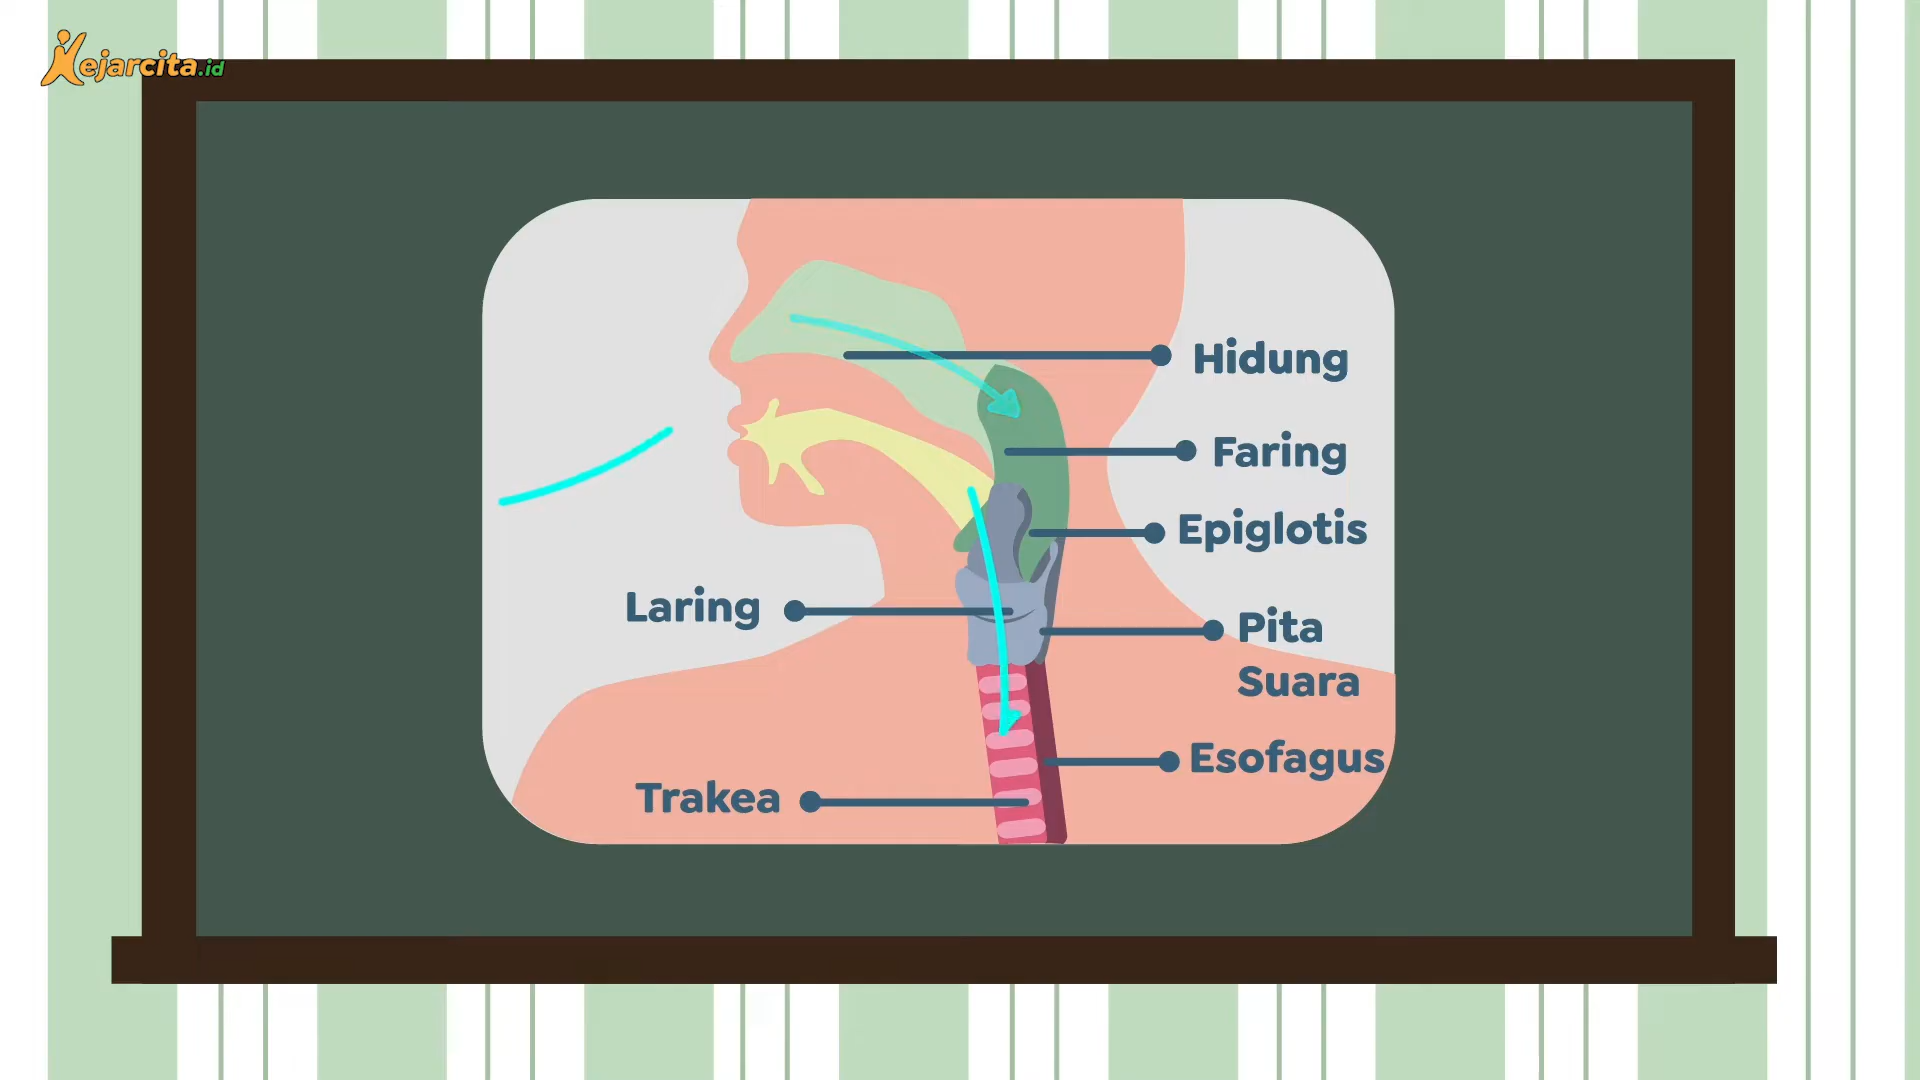 Kejarcita.id
Hidung
Faring
Epiglotis
Laring
Pita
Suara
Esofagus
Trakea